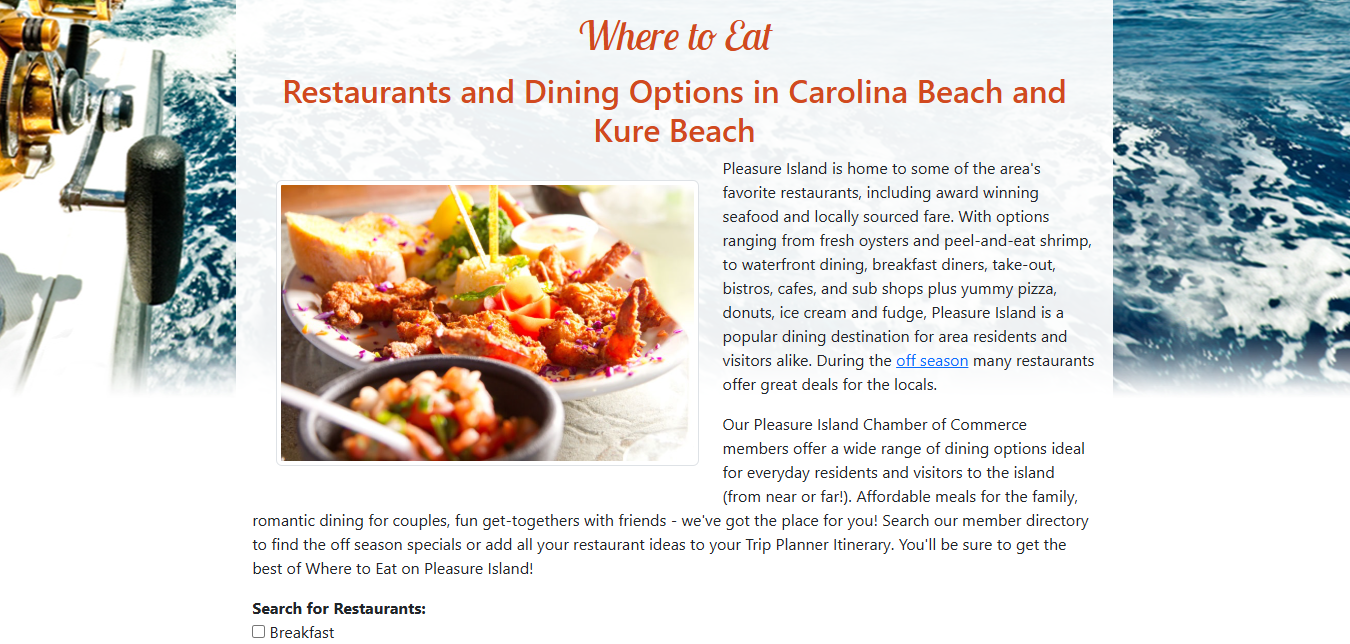 Where to Eat
Restaurants and Dining Options in Carolina Beach and
Kure Beach
Pleasure Island is home to some of the area's
favorite restaurants, including award winning
seafood and locally sourced fare. With options
ranging from fresh oysters and peel-and-eat shrimp,
to waterfront dining, breakfast diners, take-out,
bistros, cafes, and sub shops plus yummy pizza,
donuts, ice cream and fudge, Pleasure Island is a
popular dining destination for area residents and
visitors alike. During the off season many restaurants
offer great deals for the locals.
Our Pleasure Island Chamber of Commerce
members offer a wide range of dining options ideal
for everyday residents and visitors to the island
(from near or far!). Affordable meals for the family,
romantic dining for couples, fun get-togethers with friends - we've got the place for you! Search our member directory
to find the off season specials or add all your restaurant ideas to your Trip Planner Itinerary. You'll be sure to get the
best of Where to Eat on Pleasure Island!
Search for Restaurants:
Breakfast